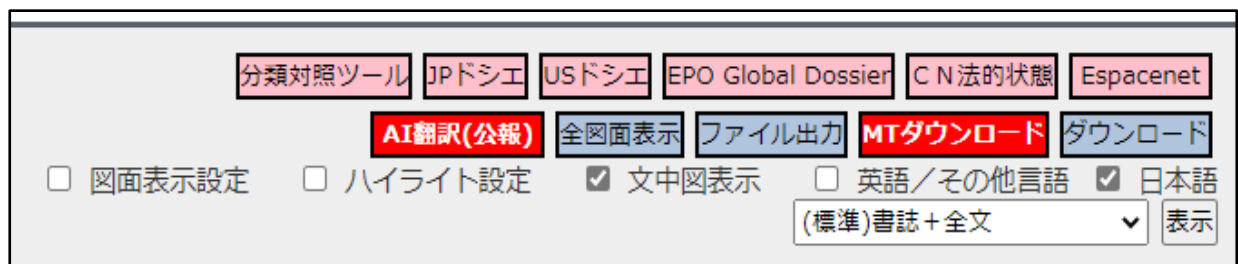 分類対照ツール JPドシエ USドシエ EPO Global Dossier ＣＮ法的状態 Espacenet
AI翻訳(公報) 全図面表示 ファイル出力 MTダウンロード ダウンロード
図面表示設定 ハイライト設定 文中図表示 英語／その他言語 日本語
(標準)書誌＋全文 表示